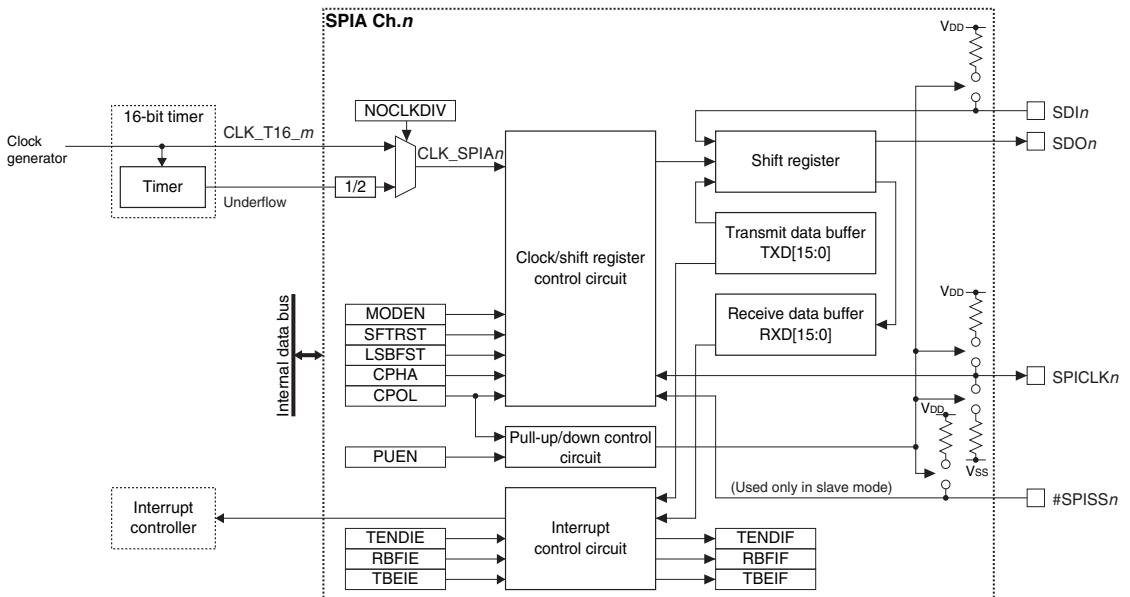 SPIA Ch.n
VDD
16-bit timer
NOCLKDIV
SDIn
CLK_T16_m
Clock
generator
CLK_SPIAn
SDOn
Shift register
Timer
1/2
Underflow
Transmit data buffer
TXD[15:0]
Clock/shift register
control circuit
VDD
Internal data bus
MODEN
SFTRST
LSBFST
CPHA
CPOL
Receive data buffer
RXD[15:0]
SPICLKn
VDD
Pull-up/down control
circuit
PUEN
VSS
(Used only in slave mode)
#SPISSn
Interrupt
controller
Interrupt
control circuit
TENDIE
RBFIE
TBEIE
TENDIF
RBFIF
TBEIF